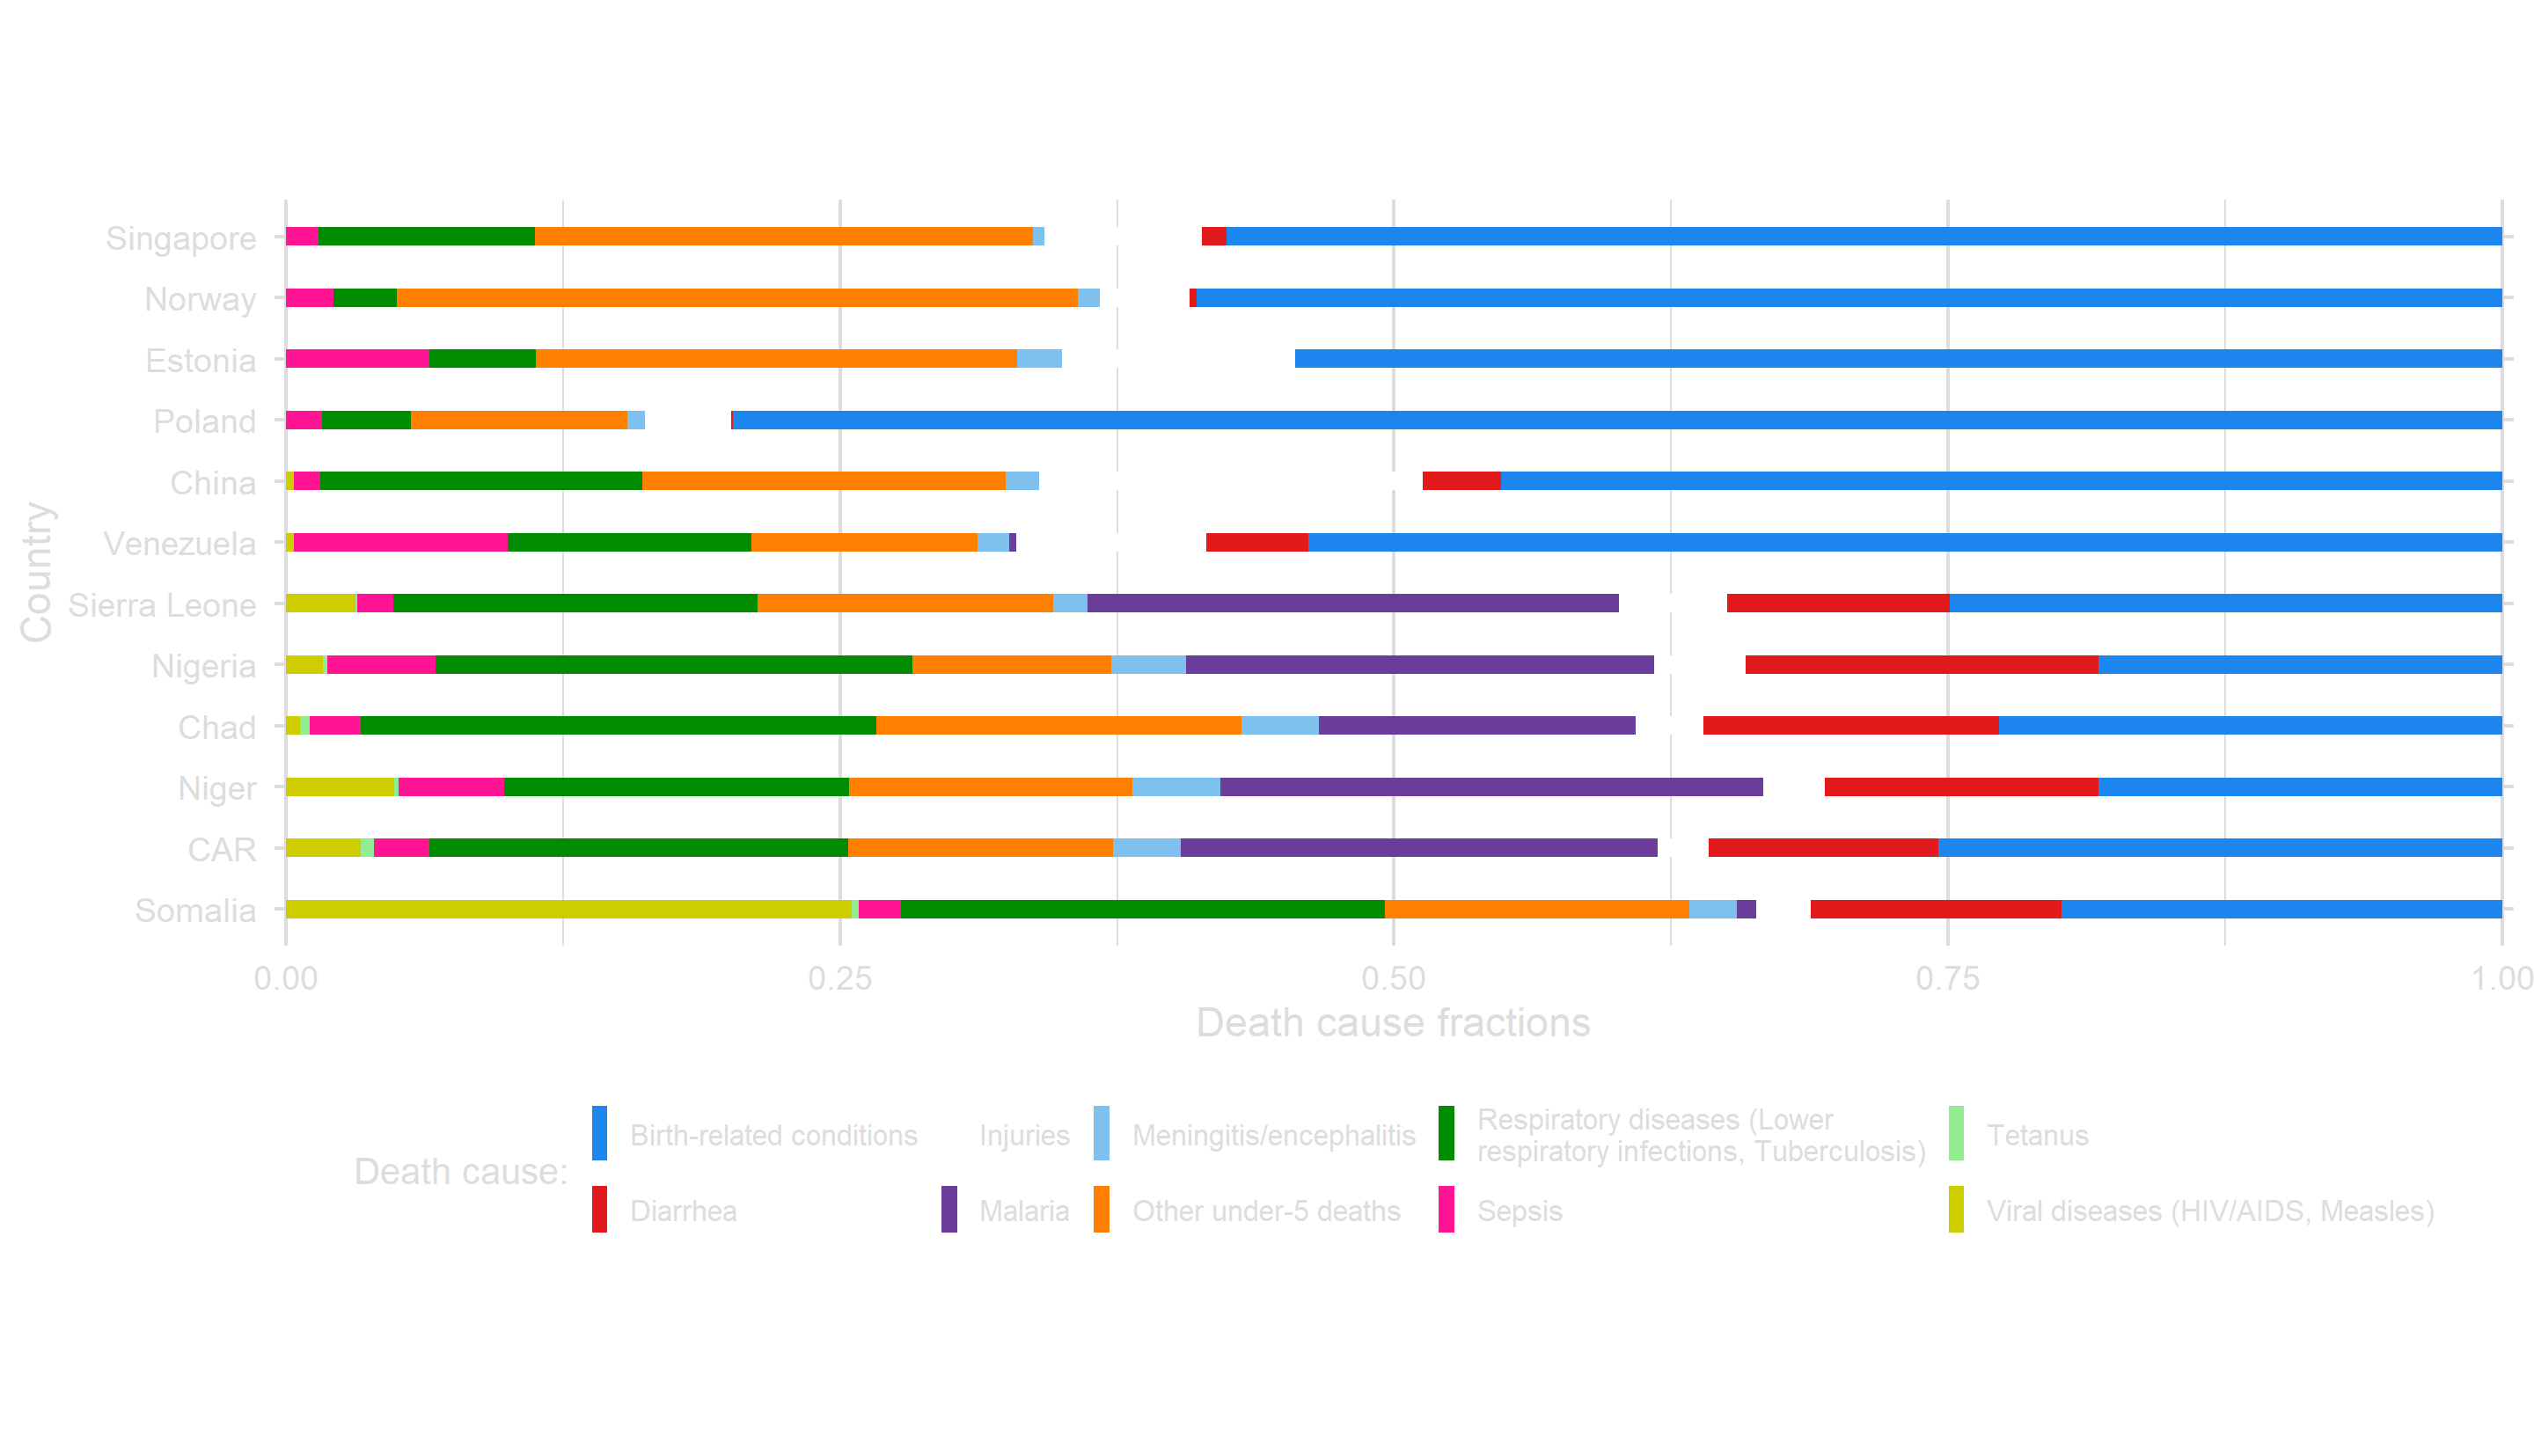 Country
Singapore
Norway
Estonia
Poland
China
Venezuela
Sierra Leone
Nigeria
Chad
Niger
CAR
Somalia
0.00 0.25 0.50 0.75 1.00
Death cause fractions
Death cause:
Birth-related conditions
Diarrhea
Injuries
Malaria
Meningitis/encephalitis
Other under-5 deaths
Respiratory diseases (Lower
respiratory infections, Tuberculosis)
Sepsis
Tetanus
Viral diseases (HIV/AIDS, Measles)